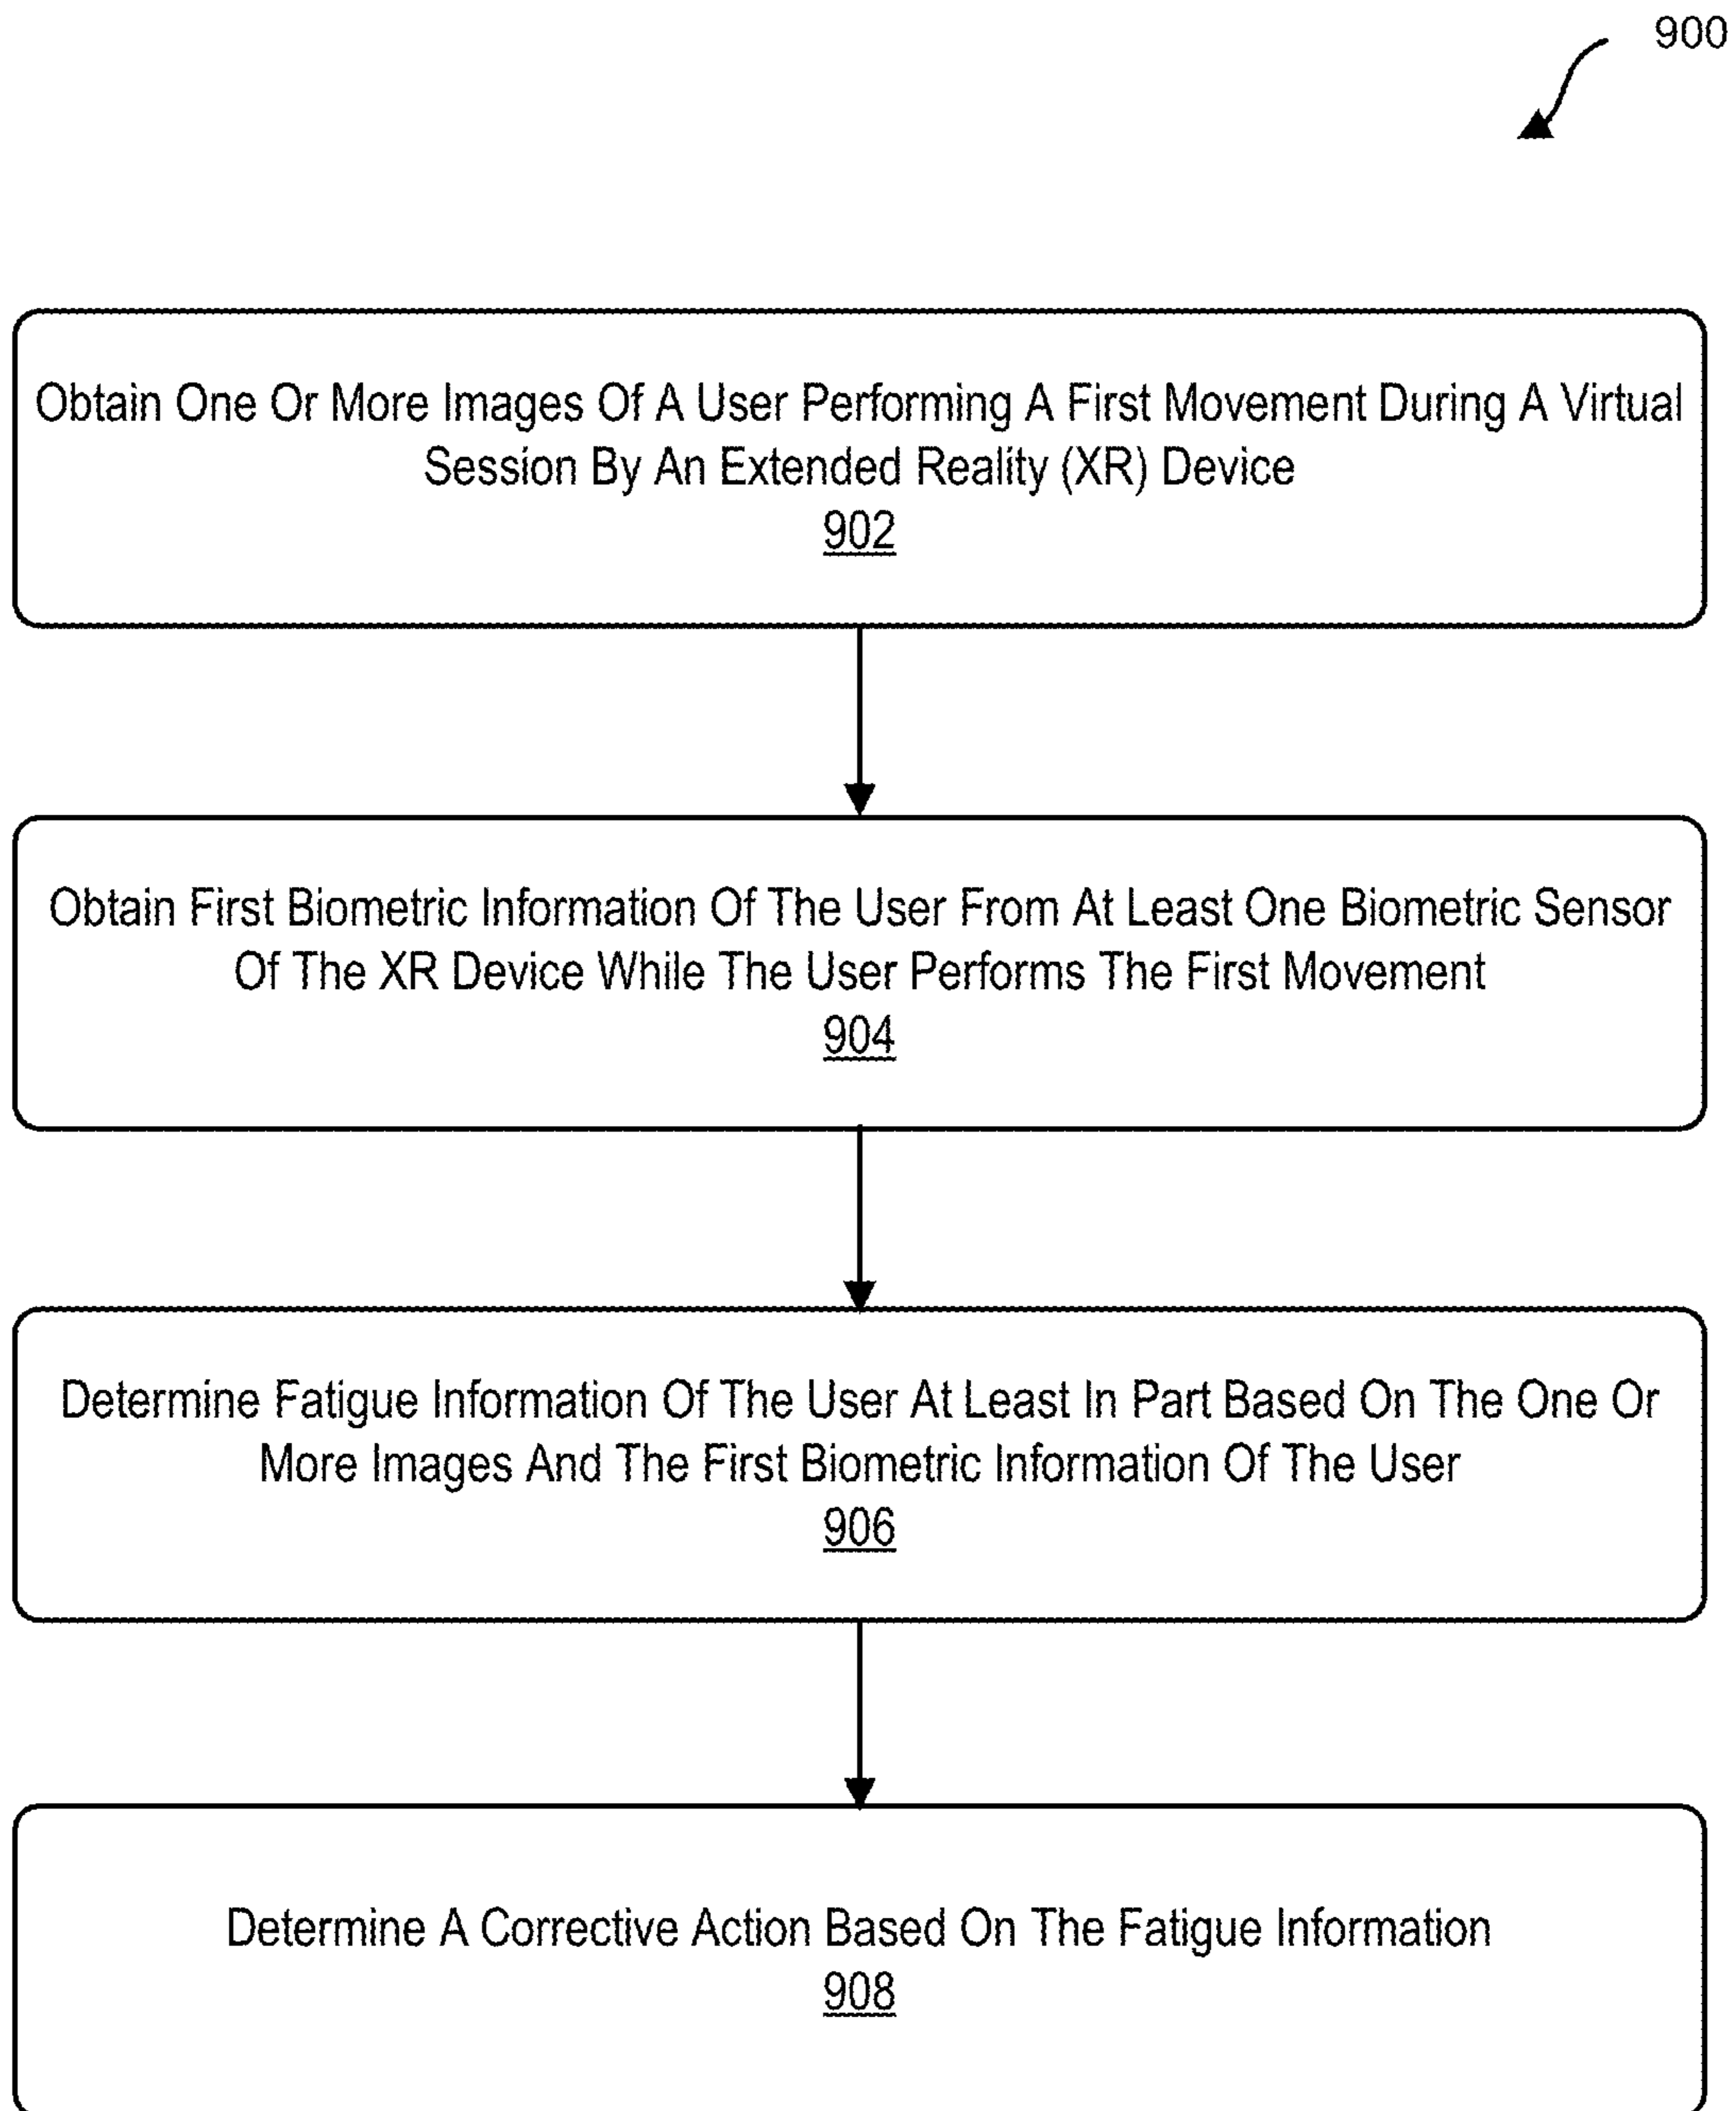 900
Obtain One Or More Images Of A User Performing A First Movement During A Virtual
Session By An Extended Reality (XR) Device
902
Obtain First Biometric Information Of The User From At Least One Biometric Sensor
Of The XR Device While The User Performs The First Movement
904
Determine Fatigue Information Of The User At Least In Part Based On The One Or
More Images And The First Biometric Information Of The User
906
Determine A Corrective Action Based On The Fatigue Information
908